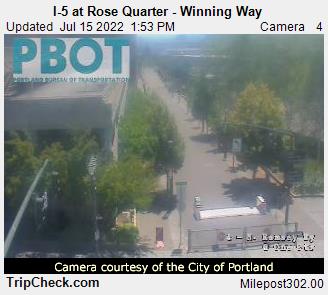 I-5 at Rose Quarter - Winning Way
Updated Jul 15 2022 1:53 PM Camera 4
PBOT
PORTLAND BUREAU OF TRANSPORTATION
Camera courtesy of the City of Portland
TripCheck.com Milepost302.00